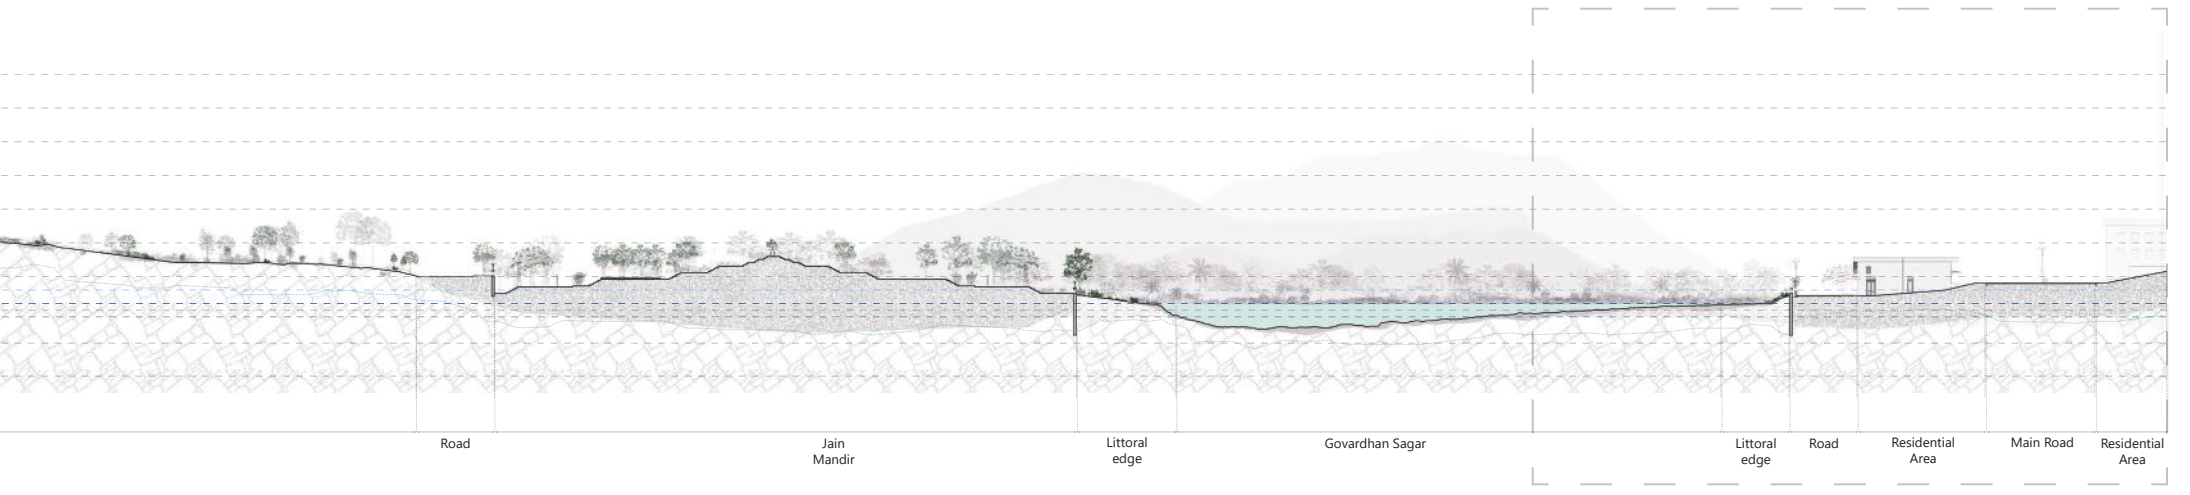 Road
Jain
Mandir
Littoral
edge
Govardhan Sagar
Littoral
edge
Road
Residential
Area
Main Road
Residential
Area